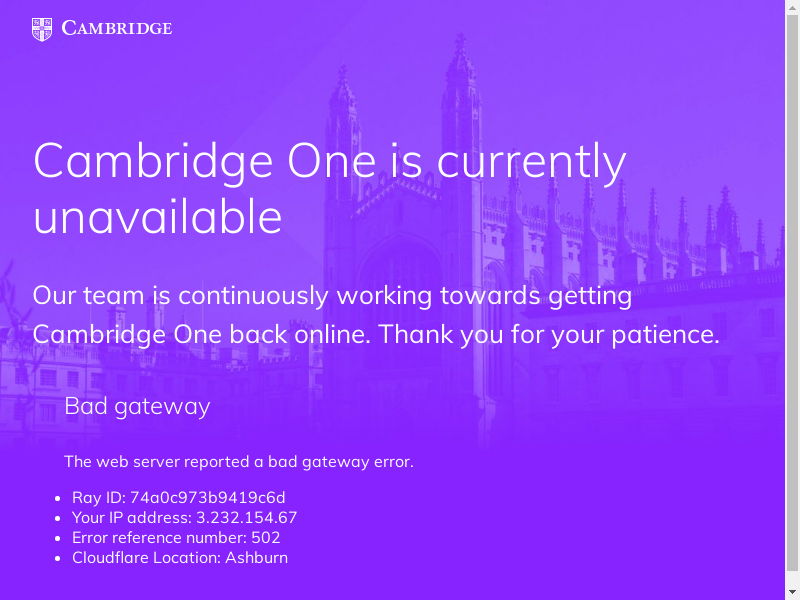 CAMBRIDGE
Cambridge One is currently
unavailable
Our team is continuously working towards getting
Cambridge One back online. Thank you for your patience.
Bad gateway
The web server reported a bad gateway error.
• Ray ID: 74a0c973b9419c6d
• Your IP address: 3.232.154.67
• Error reference number: 502
• Cloudflare Location: Ashburn